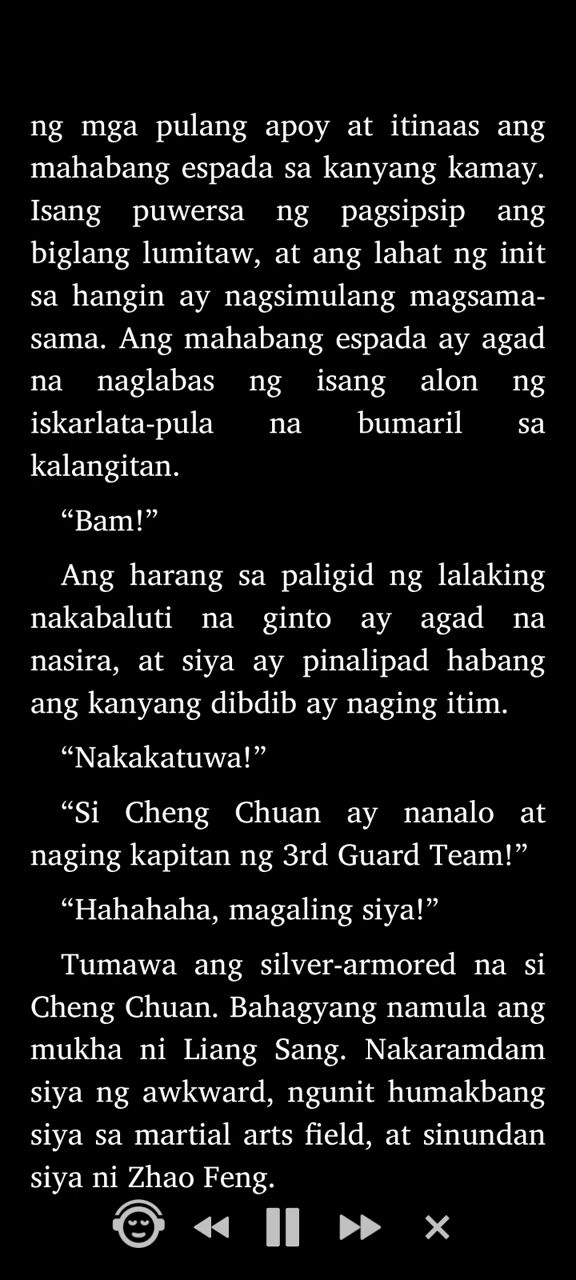 ng mga pulang apoy at itinaas ang
mahabang espada sa kanyang kamay.
Isang puwersa ng pagsipsip ang
biglang lumitaw, at ang lahat ng init
sa hangin ay nagsimulang magsama-
sama. Ang mahabang espada ay agad
na naglabas ng isang alon ng
iskarlata-pula na bumaril sa
kalangitan.
“Bam!”
Ang harang sa paligid ng lalaking
nakabaluti na ginto ay agad na
nasira, at siya ay pinalipad habang
ang kanyang dibdib ay naging itim.
“Nakakatuwa!”
“Si Cheng Chuan ay nanalo at
naging kapitan ng 3rd Guard Team!”
“Hahahaha, magaling siya!”
Tumawa ang silver-armored na si
Cheng Chuan. Bahagyang namula ang
mukha ni Liang Sang. Nakaramdam
siya ng awkward, ngunit humakbang
siya sa martial arts field, at sinundan
siya ni Zhao Feng.